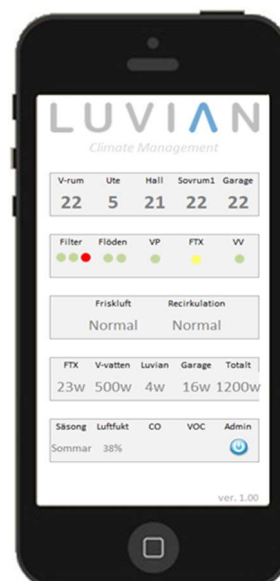 LUVIAN
Climate Management
V-rum Ute Hall Sovrum1 Garage
22 5 21 22 22
Filter Flöden VP FTX VV
Friskluft Recirkulation
Normal Normal
FTX V-vatten Luvian Garage Totalt
23w 500w 4w 16w 1200w
Säsong Luftfukt CO VOC Admin
Sommar 38%
ver. 1.00